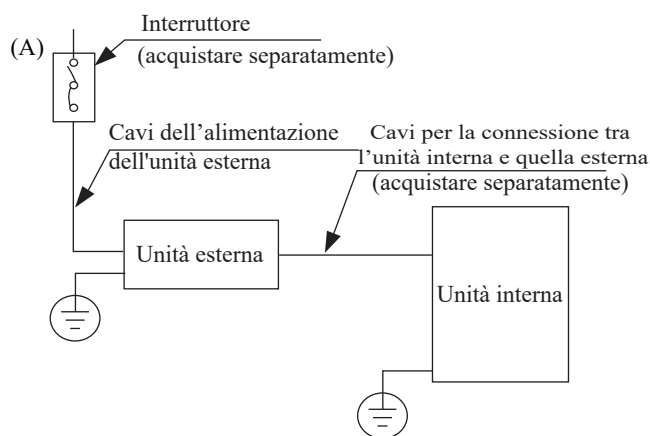 (A)
Interruttore
(acquistare separatamente)
Cavi dell’alimentazione
dell'unità esterna
Cavi per la connessione tra
l’unità interna e quella esterna
(acquistare separatamente)
Unità esterna
Unità interna